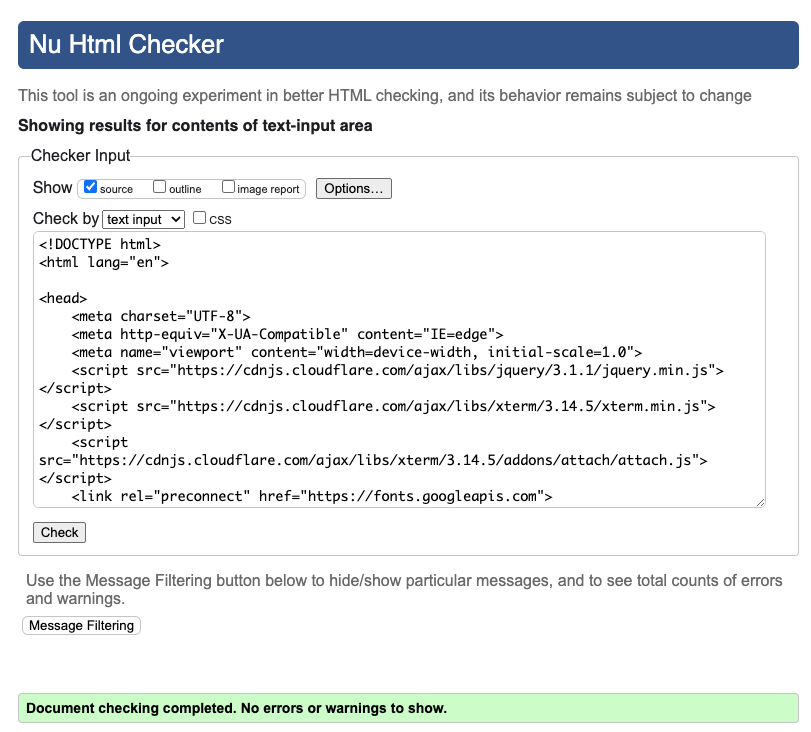 Nu Html Checker
This tool is an ongoing experiment in better HTML checking, and its behavior remains subject to change
Showing results for contents of text-input area
Checker Input
Show source outline image report Options...
Check by text input CSS
<!DOCTYPE html>
<html lang="en">
<head>
<meta charset="UTF-8">
<meta http-equiv="X-UA-Compatible" content="IE=edge">
<meta name="viewport" content="width=device-width, initial-scale=1.0">
<script src="https://cdnjs.cloudflare.com/ajax/libs/jquery/3.1.1/jquery.min.js">
</script>
<script src="https://cdnjs.cloudflare.com/ajax/libs/xterm/3.14.5/xterm.min.js">
</script>
<script
src="https://cdnjs.cloudflare.com/ajax/libs/xterm/3.14.5/addons/attach/attach.js">
</script>
<link rel="preconnect" href="https://fonts.googleapis.com">
Check
Use the Message Filtering button below to hide/show particular messages, and to see total counts of errors
and warnings.
Message Filtering
Document checking completed. No errors or warnings to show.